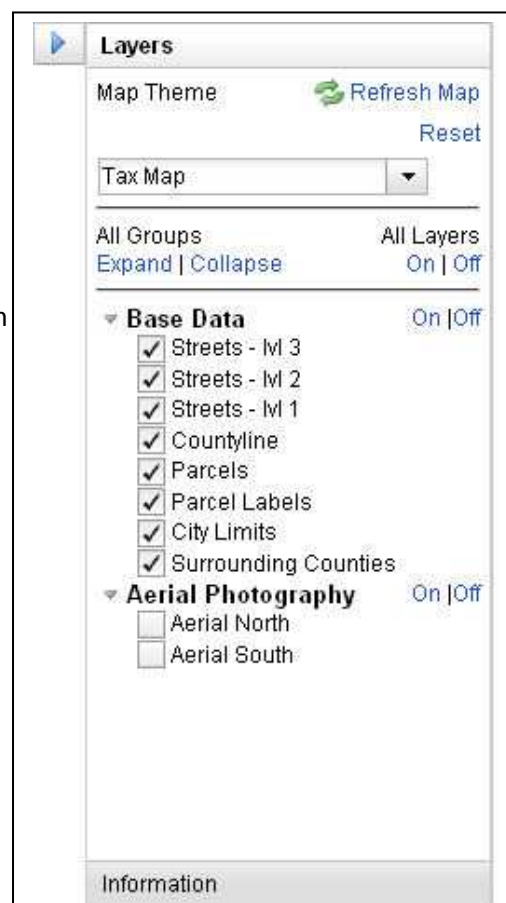 Layers
Map Theme Refresh Map
Reset
Tax Map
All Groups All Layers
Expand | Collapse On | Off
n
Base Data On |Off
Streets - lvl 3
Streets - lvl 2
Streets - lvl 1
Countyline
Parcels
Parcel Labels
City Limits
Surrounding Counties
Aerial Photography On |Off
Aerial North
Aerial South
Information